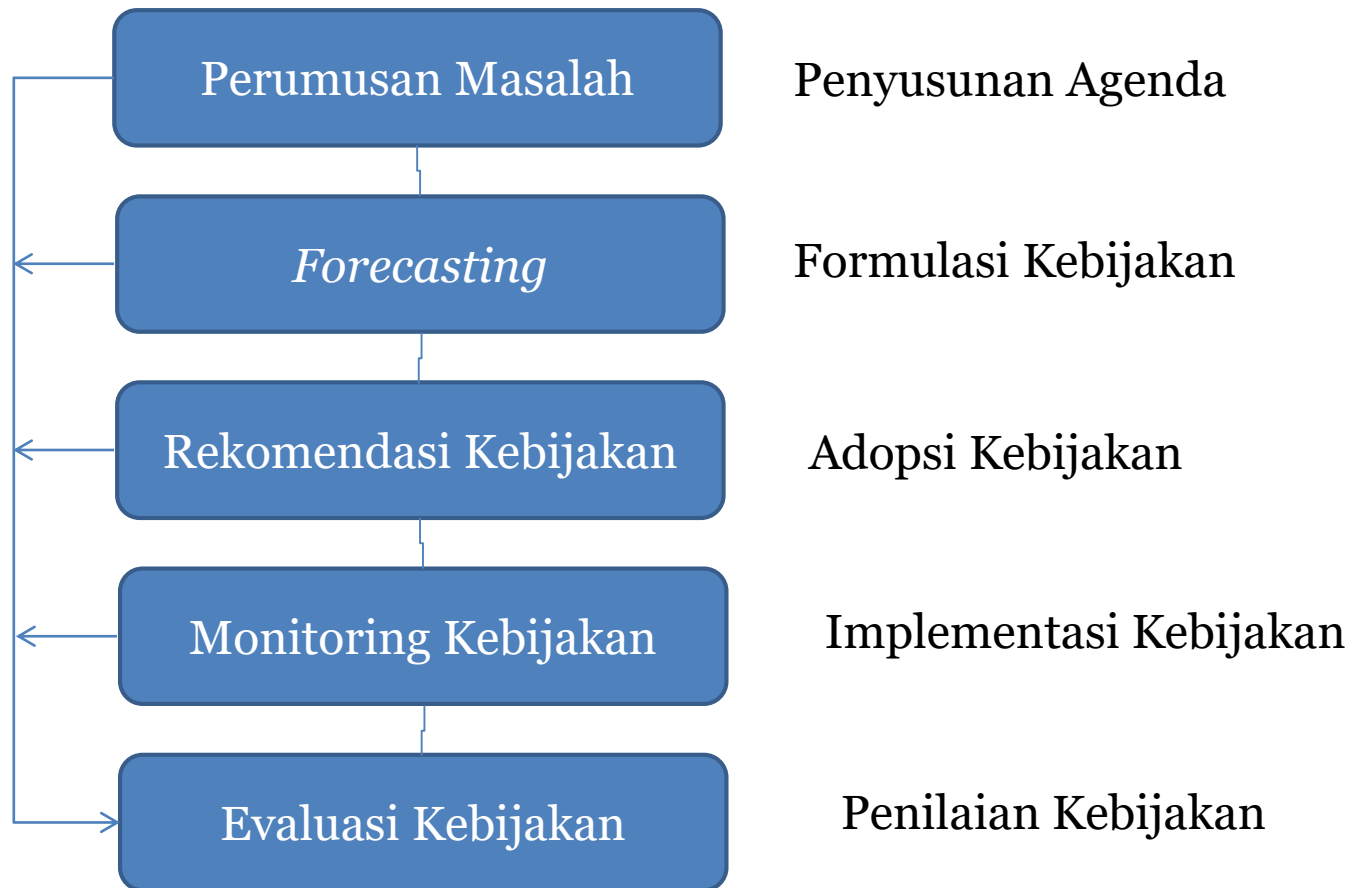 Perumusan Masalah
Penyusunan Agenda
Forecasting
Formulasi Kebijakan
Rekomendasi Kebijakan
Adopsi Kebijakan
Monitoring Kebijakan
Implementasi Kebijakan
Evaluasi Kebijakan
Penilaian Kebijakan